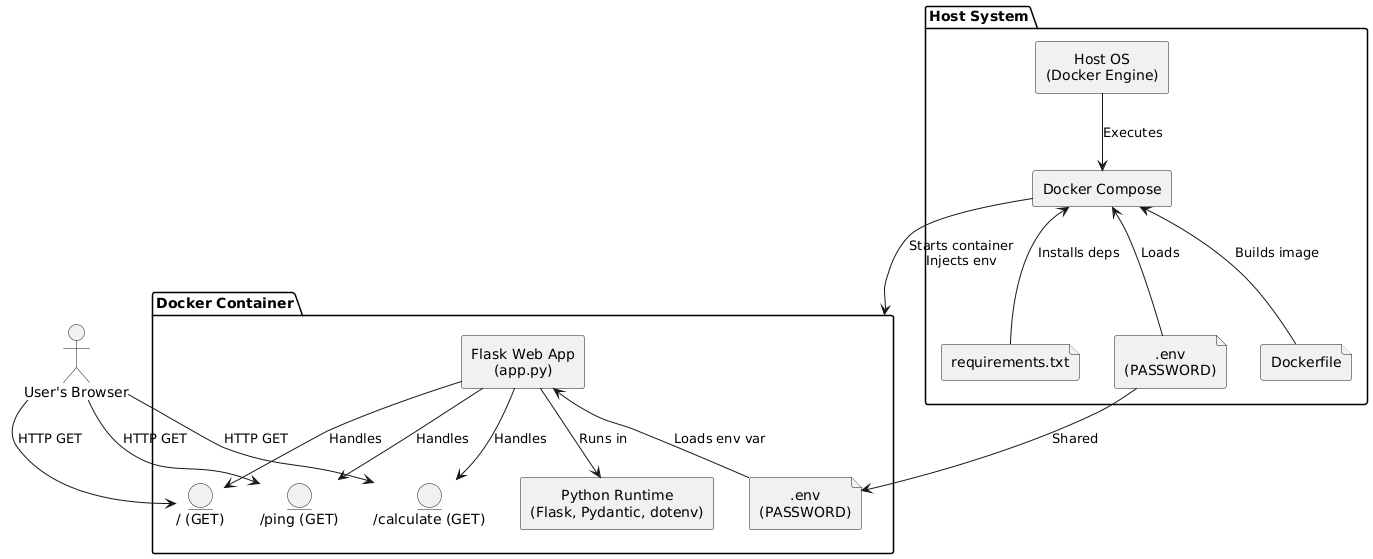 Host System
Host OS
(Docker Engine)
Executes
Docker Compose
Starts container
Injects env
Installs deps
Loads
Builds image
requirements.txt
.env
(PASSWORD)
Dockerfile
Docker Container
Flask Web App
(app.py)
User's Browser
HTTP GET
HTTP GET
HTTP GET
Handles
Handles
Handles
Runs in
Loads env var
Shared
/ (GET)
/ping (GET)
/calculate (GET)
Python Runtime
(Flask, Pydantic, dotenv)
.env
(PASSWORD)